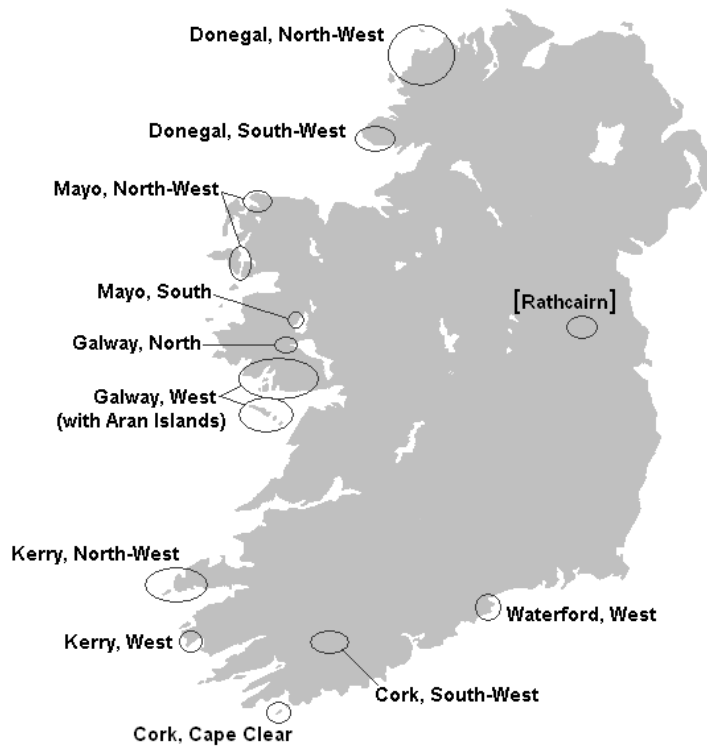 Donegal, North-West
Donegal, South-West
Mayo, North-West
Mayo, South
[Rathcairn]
Galway, North
Galway, West
(with Aran Islands)
Kerry, North-West
Waterford, West
Kerry, West
Cork, South-West
Cork, Cape Clear